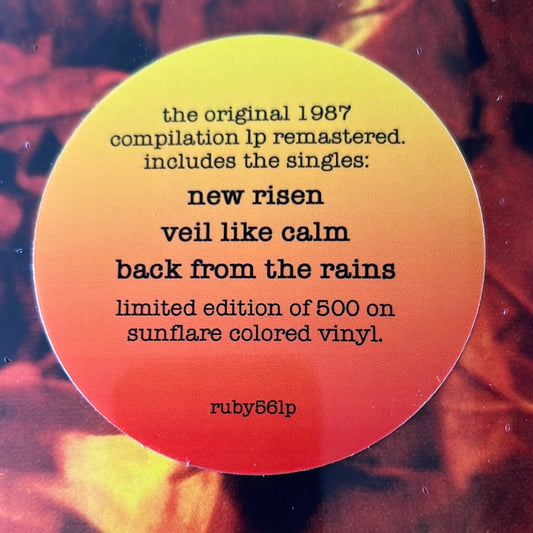 the original 1987
compilation lp remastered.
includes the singles:
new risen
veil like calm
back from the rains
limited edition of 500 on
sunflare colored vinyl.
ruby56lp